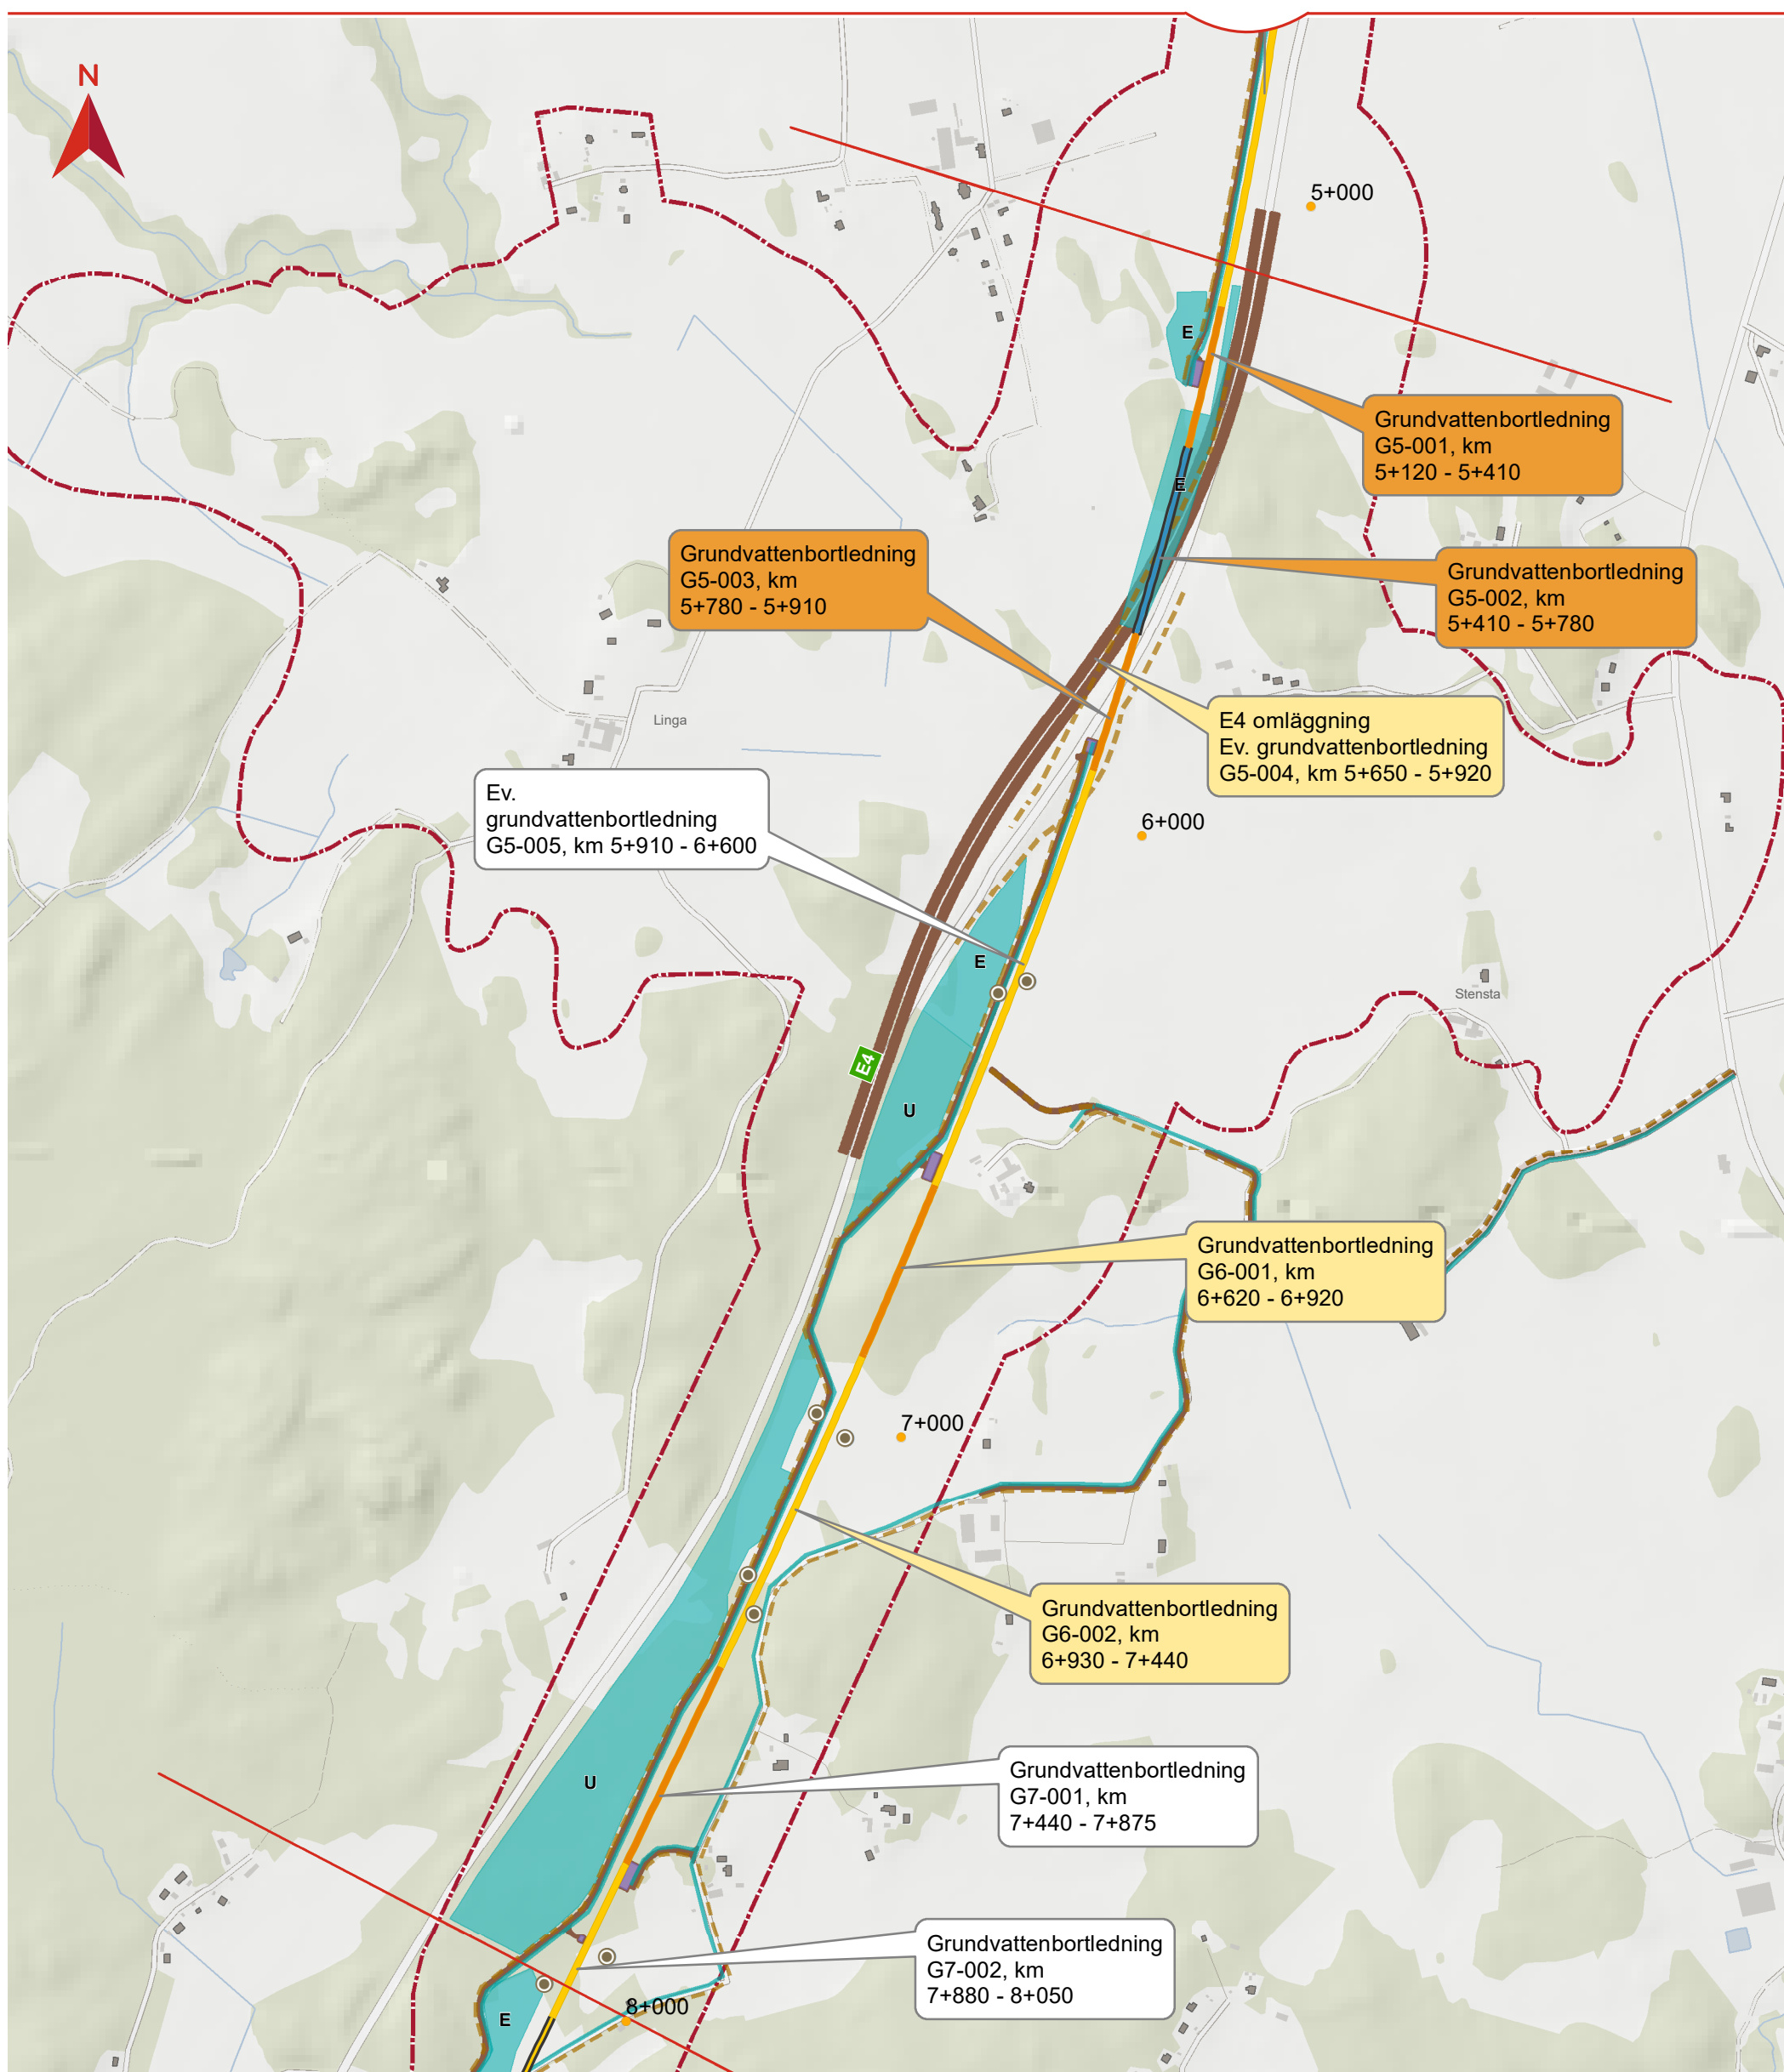 N
5+000
E
Grundvattenbortledning
G5-001, km
5+120 - 5+410
E
Grundvattenbortledning
G5-003, km
5+780 - 5+910
Grundvattenbortledning
G5-002, km
5+410 - 5+780
Linga
E4 omläggning
Ev. grundvattenbortledning
G5-004, km 5+650 - 5+920
Ev.
grundvattenbortledning
G5-005, km 5+910 - 6+600
6+000
E
Stensta
E4
U
Grundvattenbortledning
G6-001, km
6+620 - 6+920
7+000
Grundvattenbortledning
G6-002, km
6+930 - 7+440
U
Grundvattenbortledning
G7-001, km
7+440 - 7+875
Grundvattenbortledning
G7-002, km
7+880 - 8+050
8+000
E